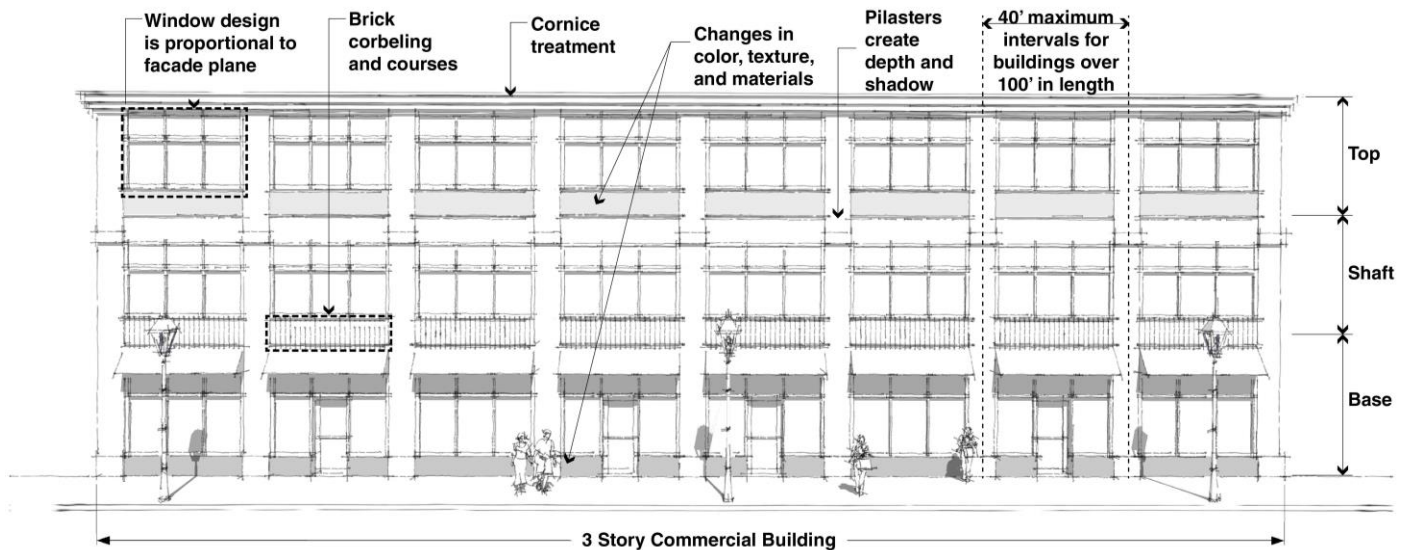 Window design
is proportional to
facade plane
Brick
corbeling
and courses
Cornice
treatment
Changes in
color, texture,
and materials
Pilasters
create
depth and
shadow
40’ maximum
intervals for
buildings over
100’ in length
Top
Shaft
Base
3 Story Commercial Building